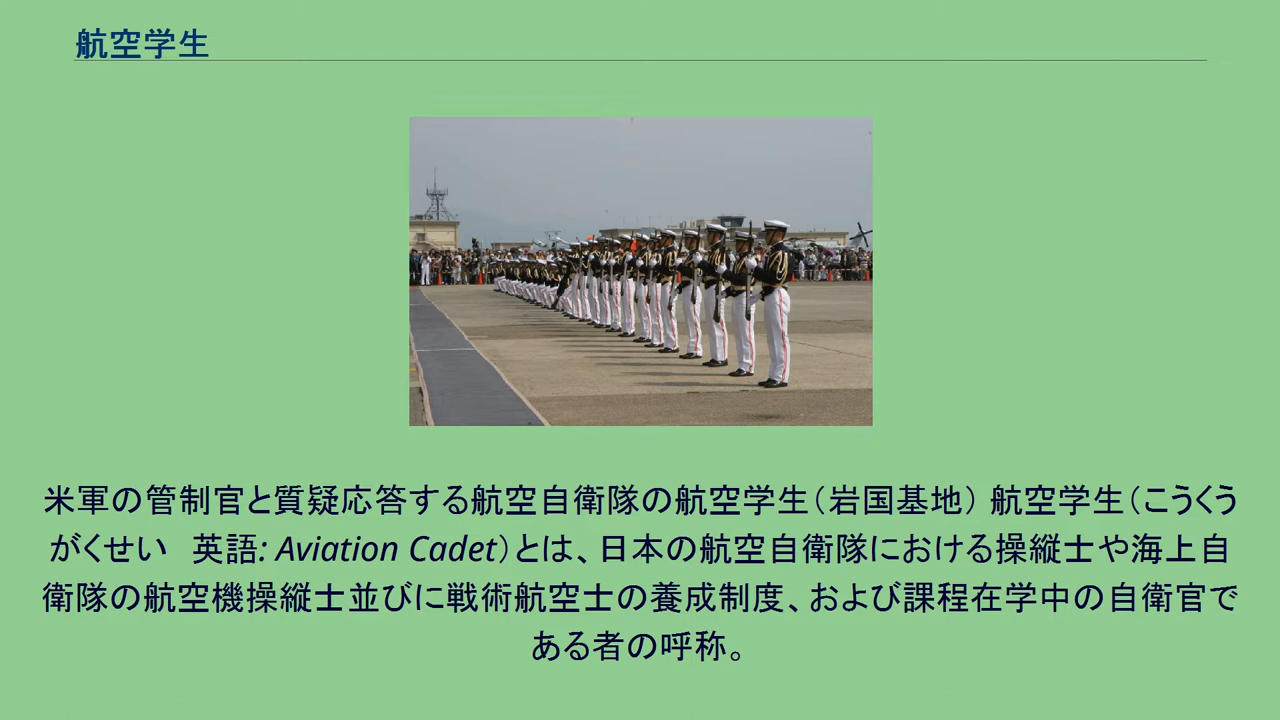 航空学生
米軍の管制官と質疑応答する航空自衛隊の航空学生（岩国基地） 航空学生（こうくう
がくせい　英語: Aviation Cadet）とは、日本の航空自衛隊における操縦士や海上自
衛隊の航空機操縦士並びに戦術航空士の養成制度、および課程在学中の自衛官で
ある者の呼称。